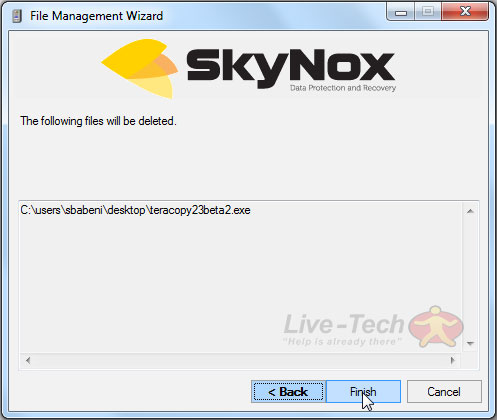 File Management Wizard
SkyNox
Data Protection and Recovery
The following files will be deleted.
C:\users\sbabeni\desktop\teracopy23beta2.exe
Live-Tech
"Help is already there"
< Back
Finish
Cancel